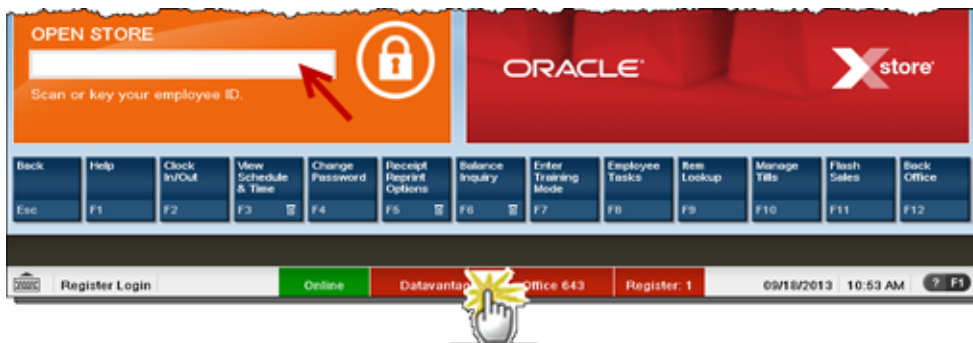 OPEN STORE
Scan or key your employee ID.
ORACLE
Xstore
Back
Esc
Help
F1
Clock
In/Out
F2
View
Schedule
& Time
F3
Change
Password
F4
Receipt
Reprint
Options
F5
Balance
Inquiry
F6
Enter
Training
Mode
F7
Employee
Tasks
F8
Item
Lookup
F9
Manage
Tills
F10
Flash
Sales
F11
Back
Office
F12
Register Login
Online
Office 643
Register: 1
09/18/2013
10:53 AM
? F1